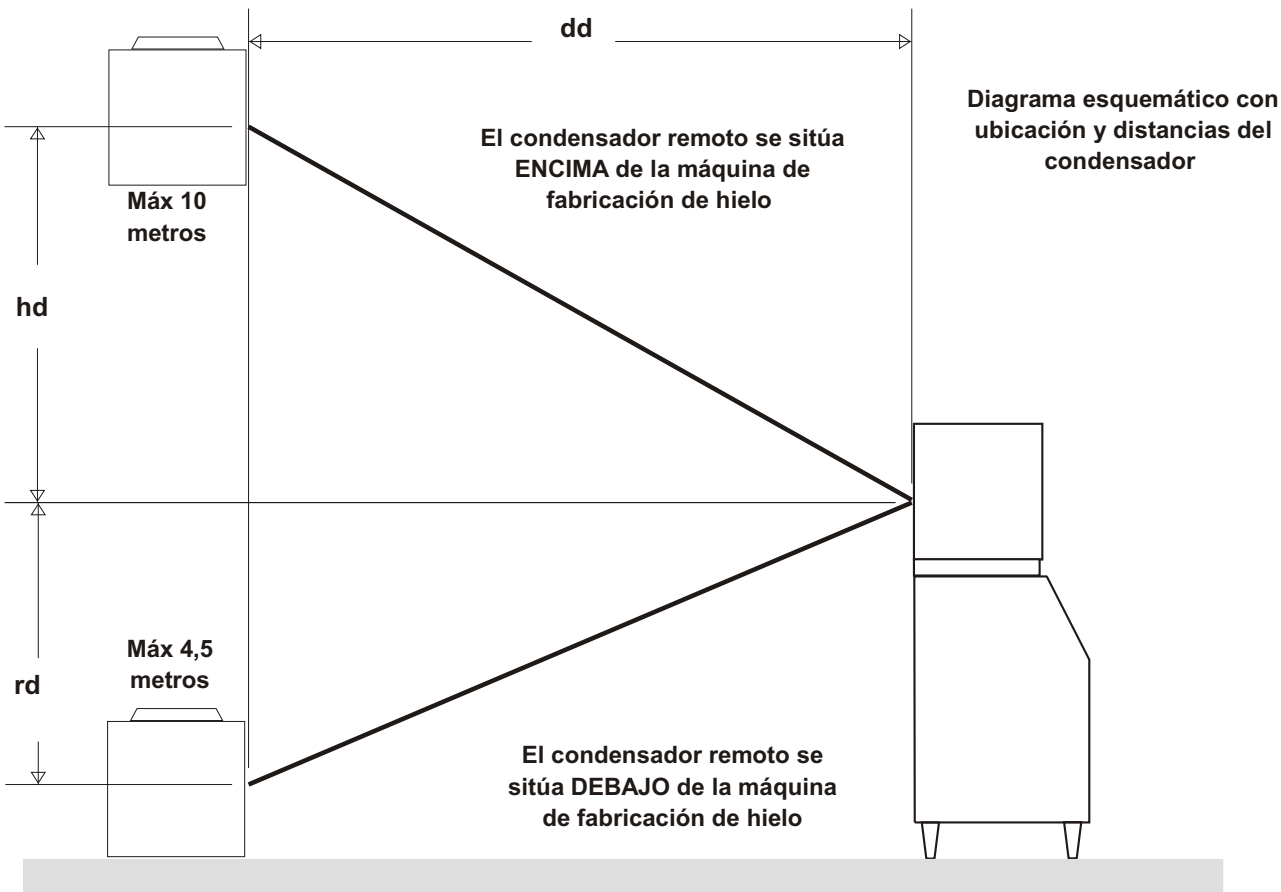 dd
Diagrama esquemático con
ubicación y distancias del
condensador
El condensador remoto se sitúa
ENCIMA de la máquina de
fabricación de hielo
Máx 10
metros
hd
Máx 4,5
metros
rd
El condensador remoto se
sitúa DEBAJO de la máquina
de fabricación de hielo